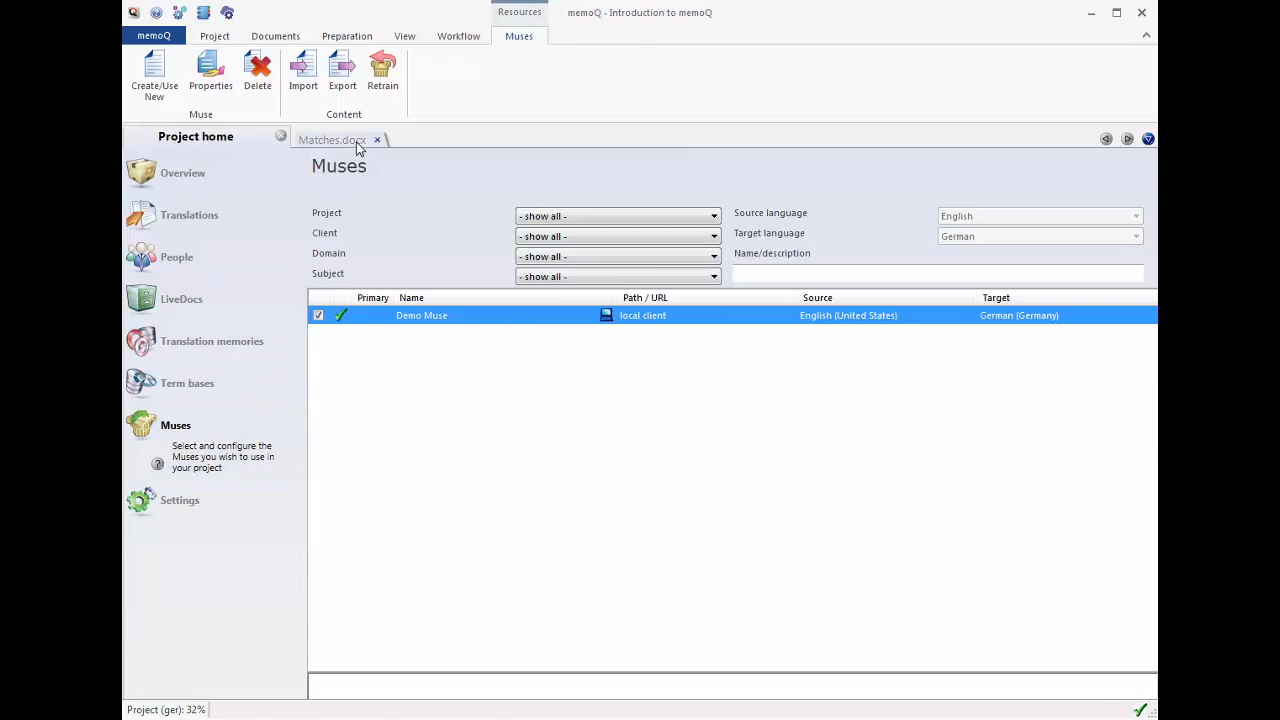 Resources
memoQ - Introduction to memoQ
memoQ Project Documents Preparation View Workflow Muses
Create/Use New
Properties
Delete
Import
Export
Retrain
Muse
Content
Project home
Matches.docx
Overview
Translations
People
LiveDocs
Translation memories
Term bases
Muses
Select and configure the
Muses you wish to use in
your project
Settings
Muses
Project - show all -
Client - show all -
Domain - show all -
Subject - show all -
Source language English
Target language German
Name/description
Primary Name Path / URL Source Target
Demo Muse local client English (United States) German (Germany)
Project (ger): 32%